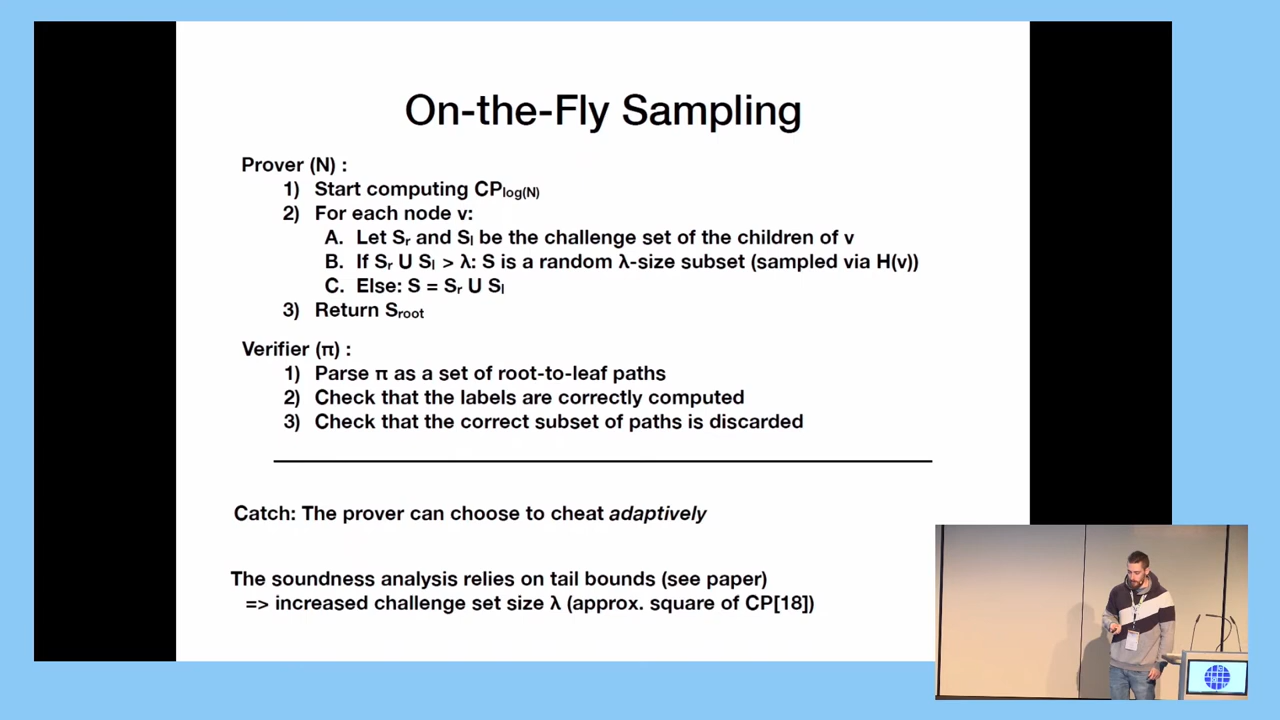 On-the-Fly Sampling
Prover (N) :
1) Start computing CPlog(N)
2) For each node v:
A. Let Sr and Sl be the challenge set of the children of v
B. If Sr U Sl > λ: S is a random λ-size subset (sampled via H(v))
C. Else: S = Sr U Sl
3) Return Sroot
Verifier (π) :
1) Parse π as a set of root-to-leaf paths
2) Check that the labels are correctly computed
3) Check that the correct subset of paths is discarded
Catch: The prover can choose to cheat adaptively
The soundness analysis relies on tail bounds (see paper)
=> increased challenge set size λ (approx. square of CP[18])